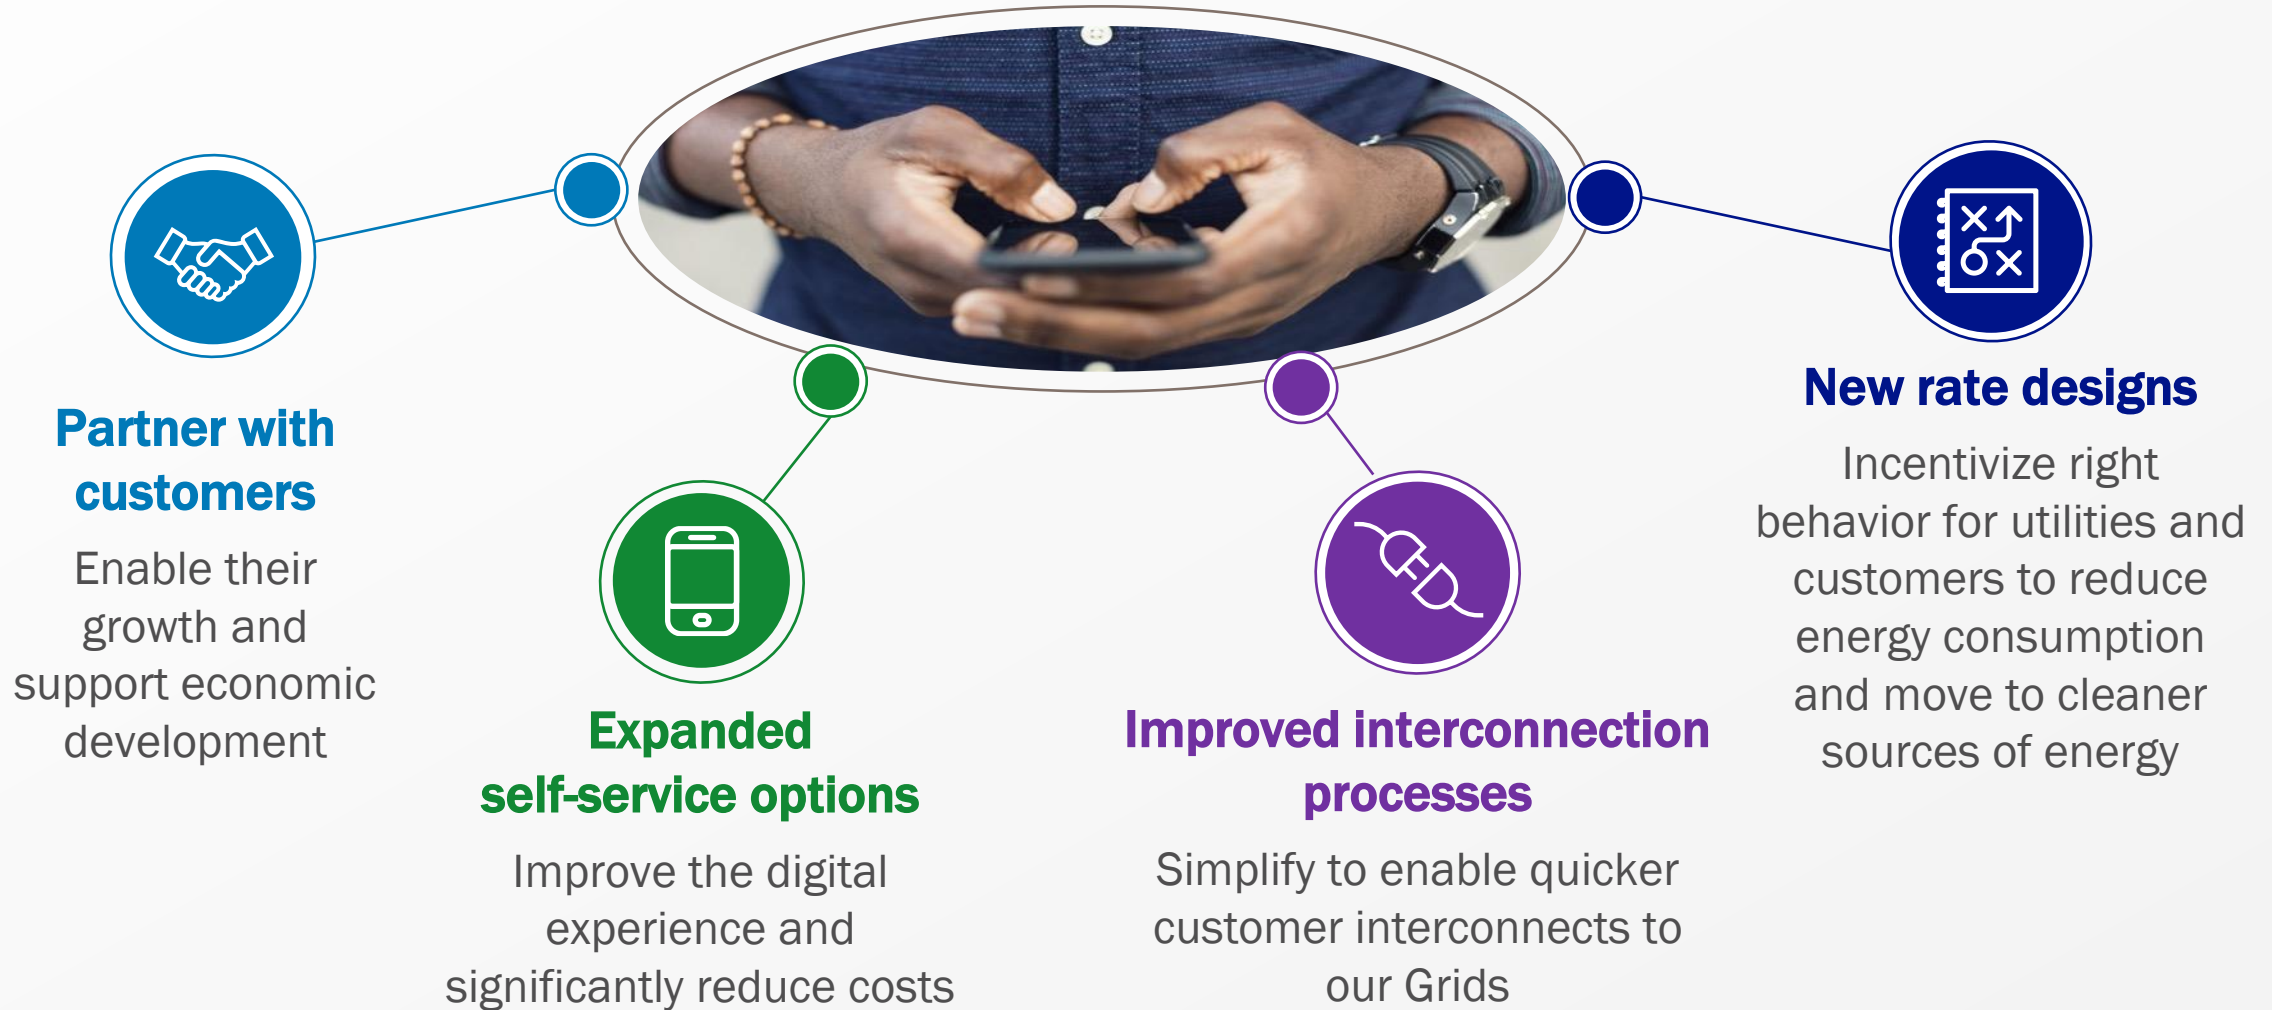 Partner with
customers
Enable their
growth and
support economic
development
Expanded
self-service options
Improve the digital
experience and
significantly reduce costs
Improved interconnection
processes
Simplify to enable quicker
customer interconnects to
our Grids
New rate designs
Incentivize right
behavior for utilities and
customers to reduce
energy consumption
and move to cleaner
sources of energy